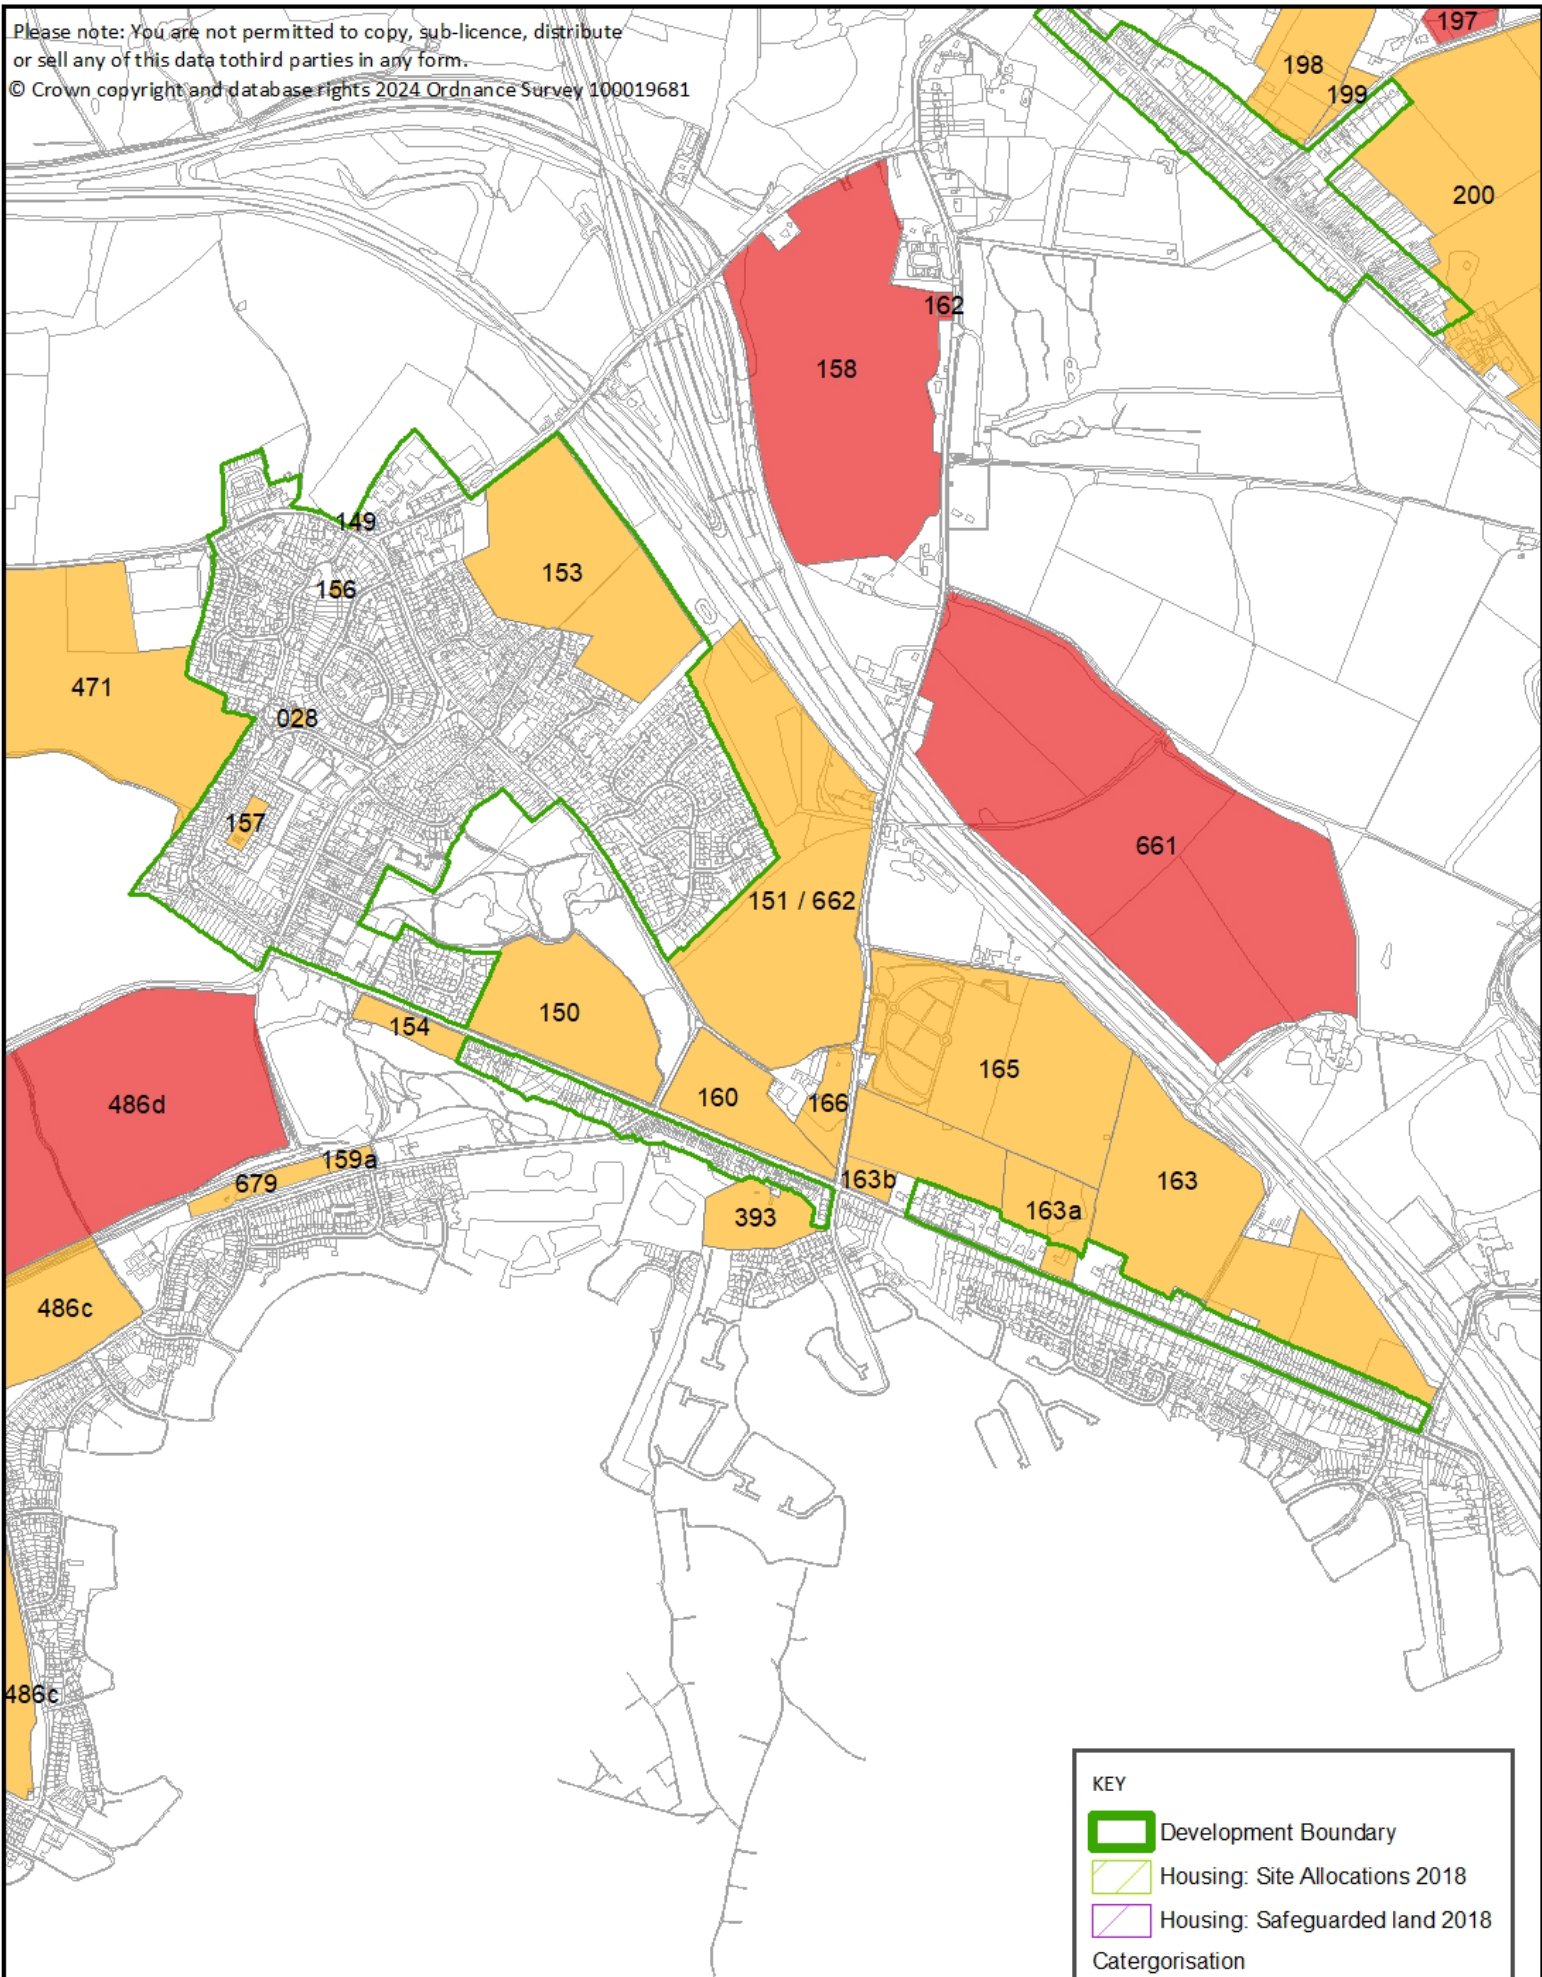 Please note: You are not permitted to copy, sub-licence, distribute
or sell any of this data tothird parties in any form.
© Crown copyright and database rights 2024 Ordnance Survey 100019681
197
198
199
200
162
158
149
153
156
471
028
157
661
151 / 662
150
154
165
486d
160
166
159a
679
163b
163
163a
393
486c
486c
KEY
Development Boundary
Housing: Site Allocations 2018
Housing: Safeguarded land 2018
Catergorisation